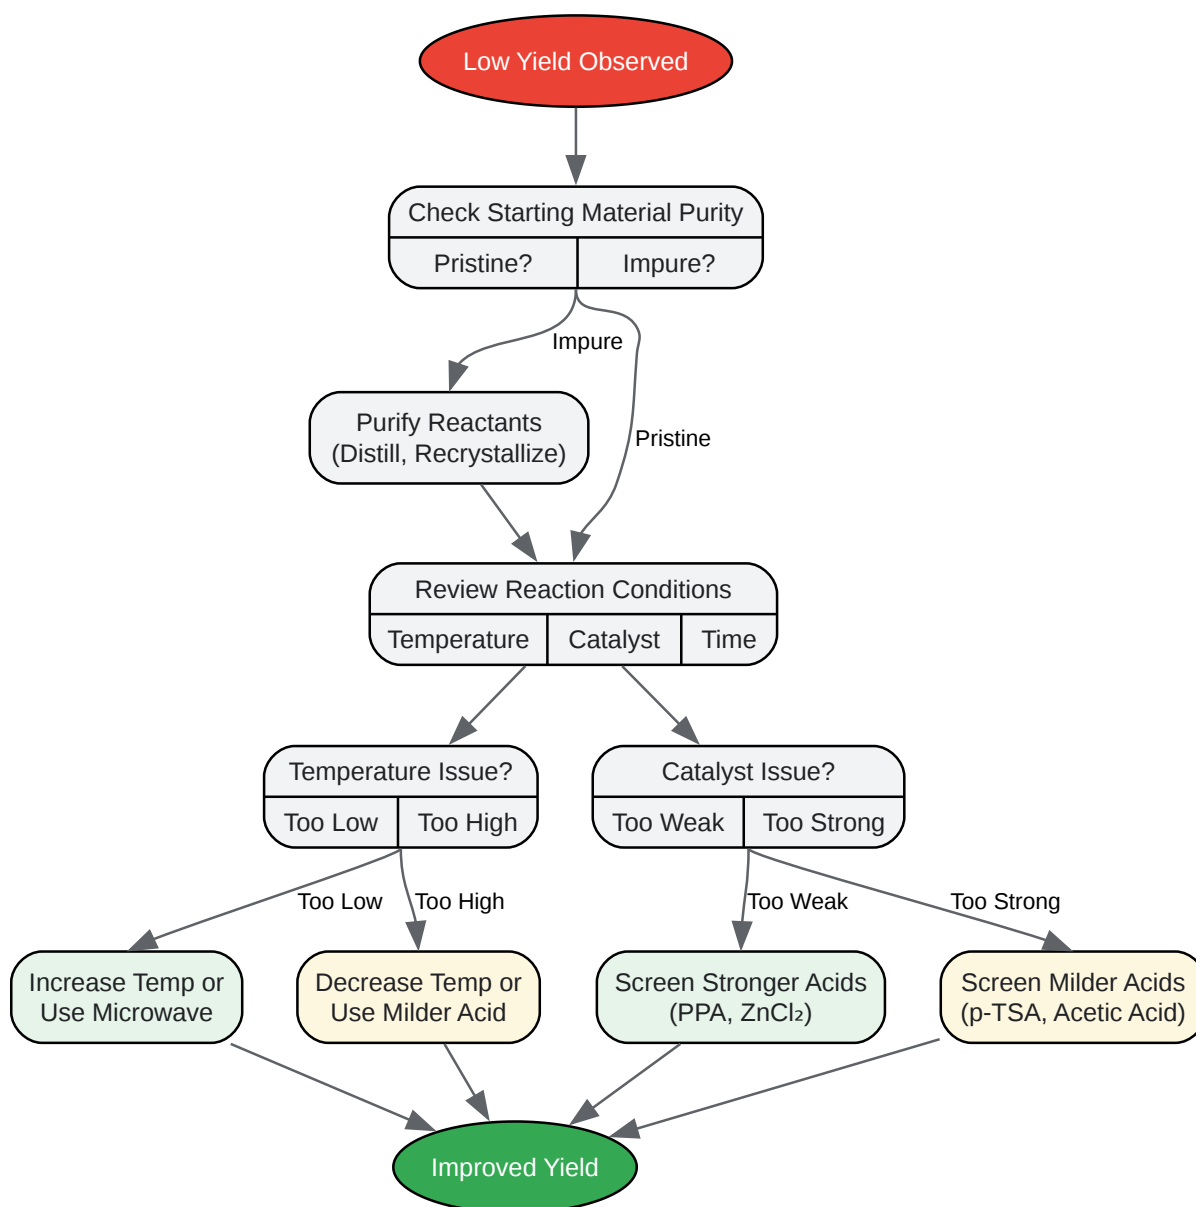 Low Yield Observed
Check Starting Material Purity
Pristine?
Impure?
Impure
Purify Reactants
(Distill, Recrystallize)
Pristine
Review Reaction Conditions
Temperature
Catalyst
Time
Temperature Issue?
Too Low
Too High
Catalyst Issue?
Too Weak
Too Strong
Too Low
Too High
Too Weak
Too Strong
Increase Temp or
Use Microwave
Decrease Temp or
Use Milder Acid
Screen Stronger Acids
(PPA, ZnCl₂)
Screen Milder Acids
(p-TSA, Acetic Acid)
Improved Yield